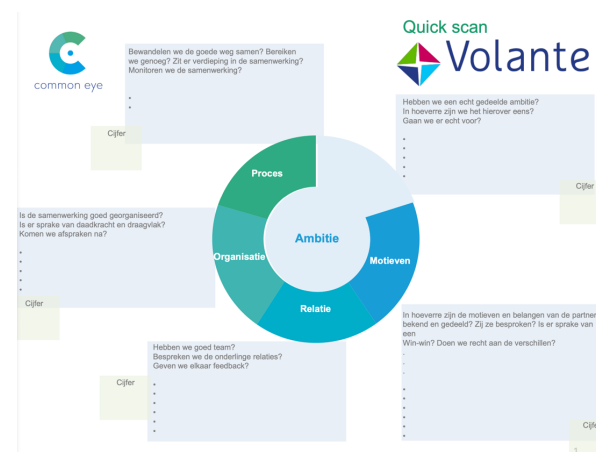 Quick scan
Volante
common eye
Bewandelen we de goede weg samen? Bereiken
we genoeg? Zit er verdieping in de samenwerking?
Monitoren we de samenwerking?
Cijfer
Hebben we een echt gedeelde ambitie?
In hoeverre zijn we het hierover eens?
Gaan we er echt voor?
Cijfer
Proces
Ambitie
Organisatie
Motieven
Relatie
Is de samenwerking goed georganiseerd?
Is er sprake van daadkracht en draagvlak?
Komen we afspraken na?
Cijfer
In hoeverre zijn de motieven en belangen van de partner
bekend en gedeeld? Zij ze besproken? Is er sprake van
een
Win-win? Doen we recht aan de verschillen?
Cijfe
Hebben we goed team?
Bespreken we de onderlinge relaties?
Geven we elkaar feedback?
Cijfer